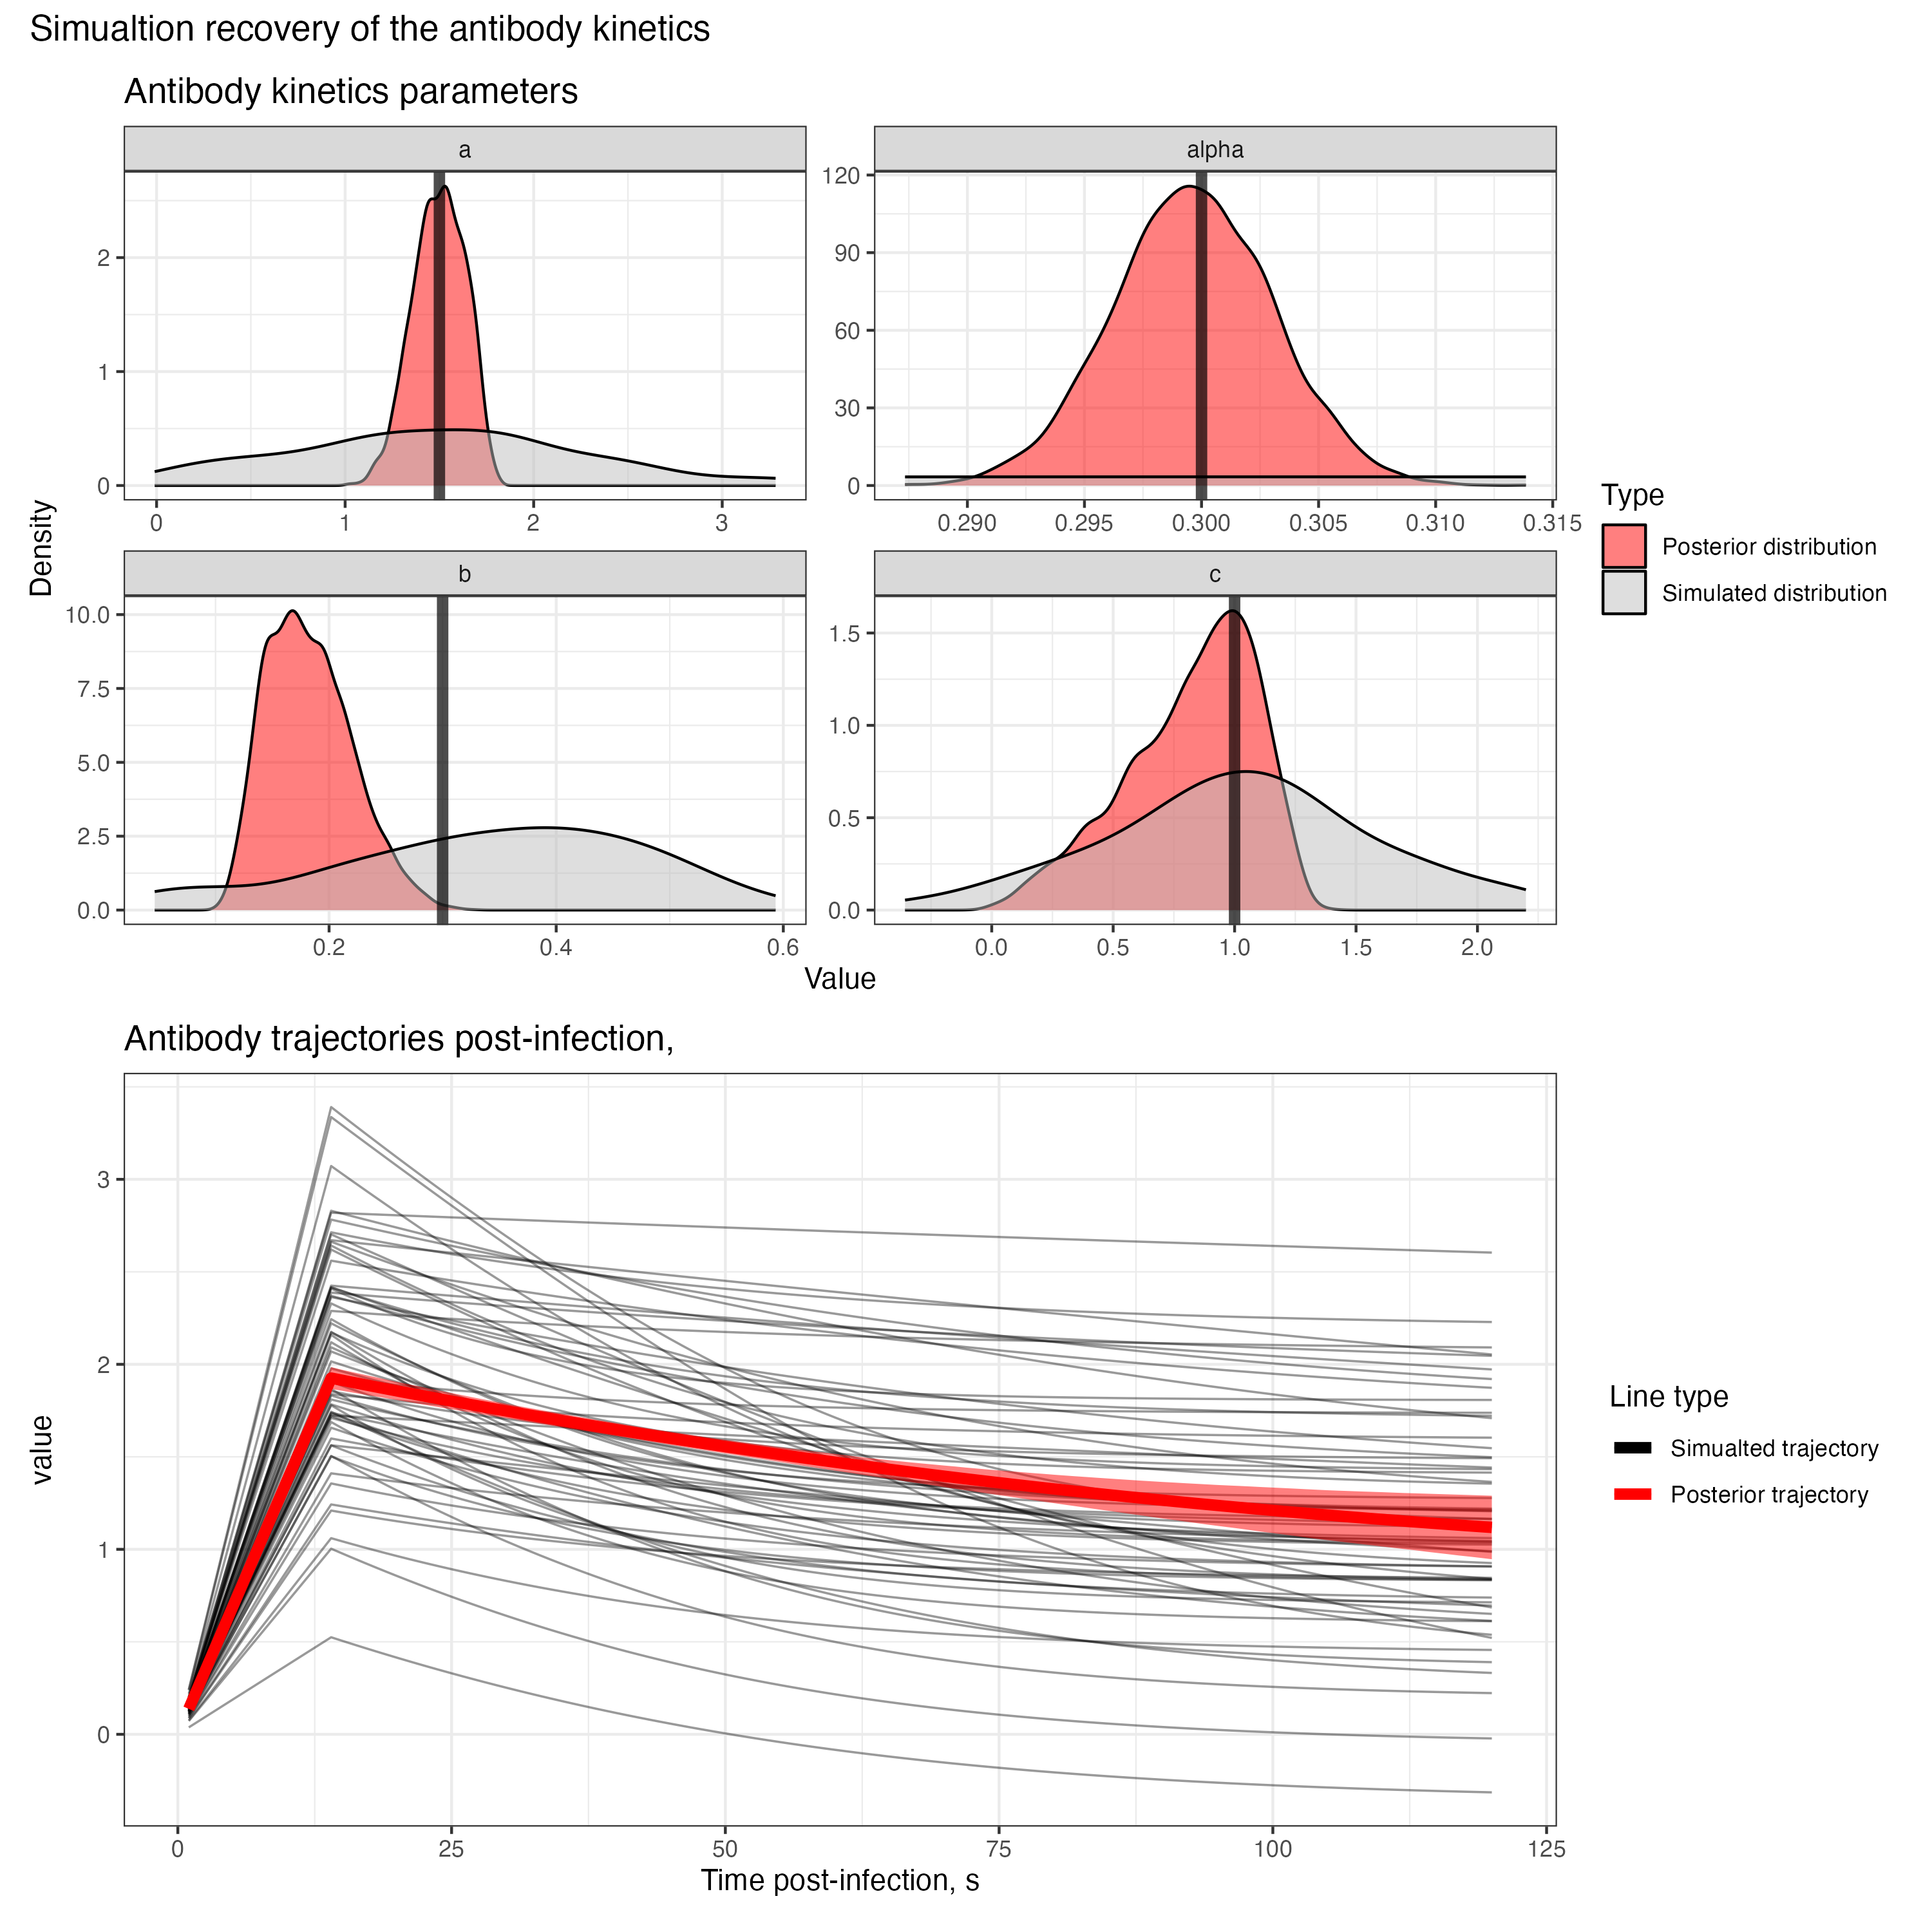 Simualtion recovery of the antibody kinetics
Antibody kinetics parameters
a
alpha
Density
0
1
2
0
1
2
3
0
30
60
90
120
0.290
0.295
0.300
0.305
0.310
0.315
b
c
0.0
2.5
5.0
7.5
10.0
0.2
0.4
0.6
0.0
0.5
1.0
1.5
0.0
0.5
1.0
1.5
2.0
Value
Type
Posterior distribution
Simulated distribution
Antibody trajectories post-infection,
value
0
1
2
3
0
25
50
75
100
125
Time post-infection, s
Line type
Simualted trajectory
Posterior trajectory